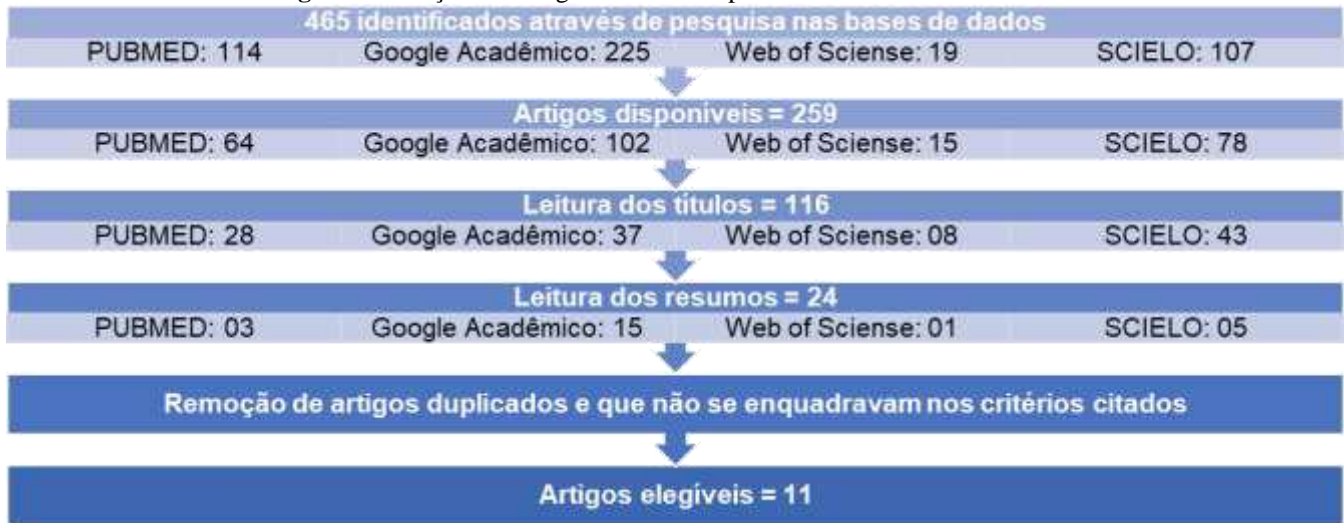 465 identificados através de pesquisa nas bases de dados
PUBMED: 114 Google Acadêmico: 225 Web of Sciense: 19 SCIELO: 107
Artigos disponíveis = 259
PUBMED: 64 Google Acadêmico: 102 Web of Sciense: 15 SCIELO: 78
Leitura dos títulos = 116
PUBMED: 28 Google Acadêmico: 37 Web of Sciense: 08 SCIELO: 43
Leitura dos resumos = 24
PUBMED: 03 Google Acadêmico: 15 Web of Sciense: 01 SCIELO: 05
Remoção de artigos duplicados e que não se enquadravam nos critérios citados
Artigos elegíveis = 11